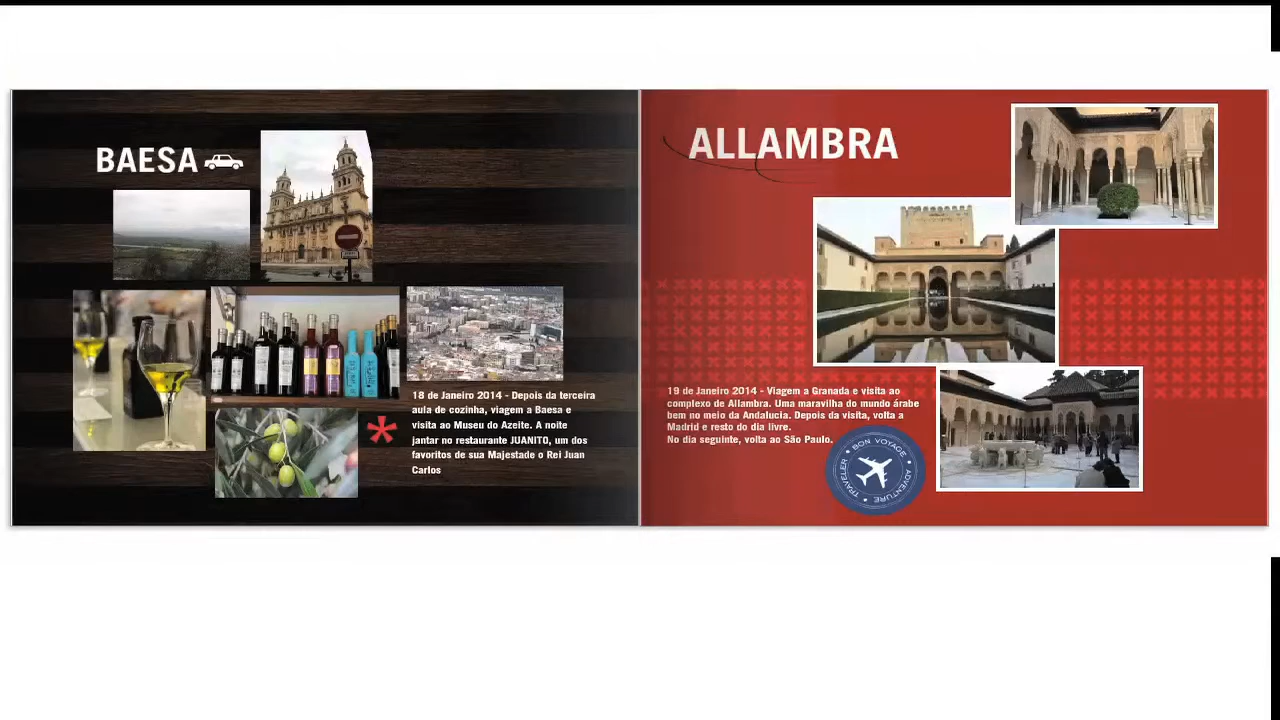 BAESA
18 de Janeiro 2014 - Depois da terceira
aula de cozinha, viagem a Baesa e
visita ao Museu do Azeite. A noite
jantar no restaurante JUANITO, um dos
favoritos de sua Majestade o Rei Juan
Carlos
ALLAMBRA
19 de Janeiro 2014 - Viagem a Granada e visita ao
complexo de Allambra. Uma maravilha do mundo árabe
bem no meio da Andalucia. Depois da visita, volta a
Madrid e resto do dia livre.
No dia seguinte, volta ao São Paulo.
BON VOYAGE
ADVENTURE
TRAVELER